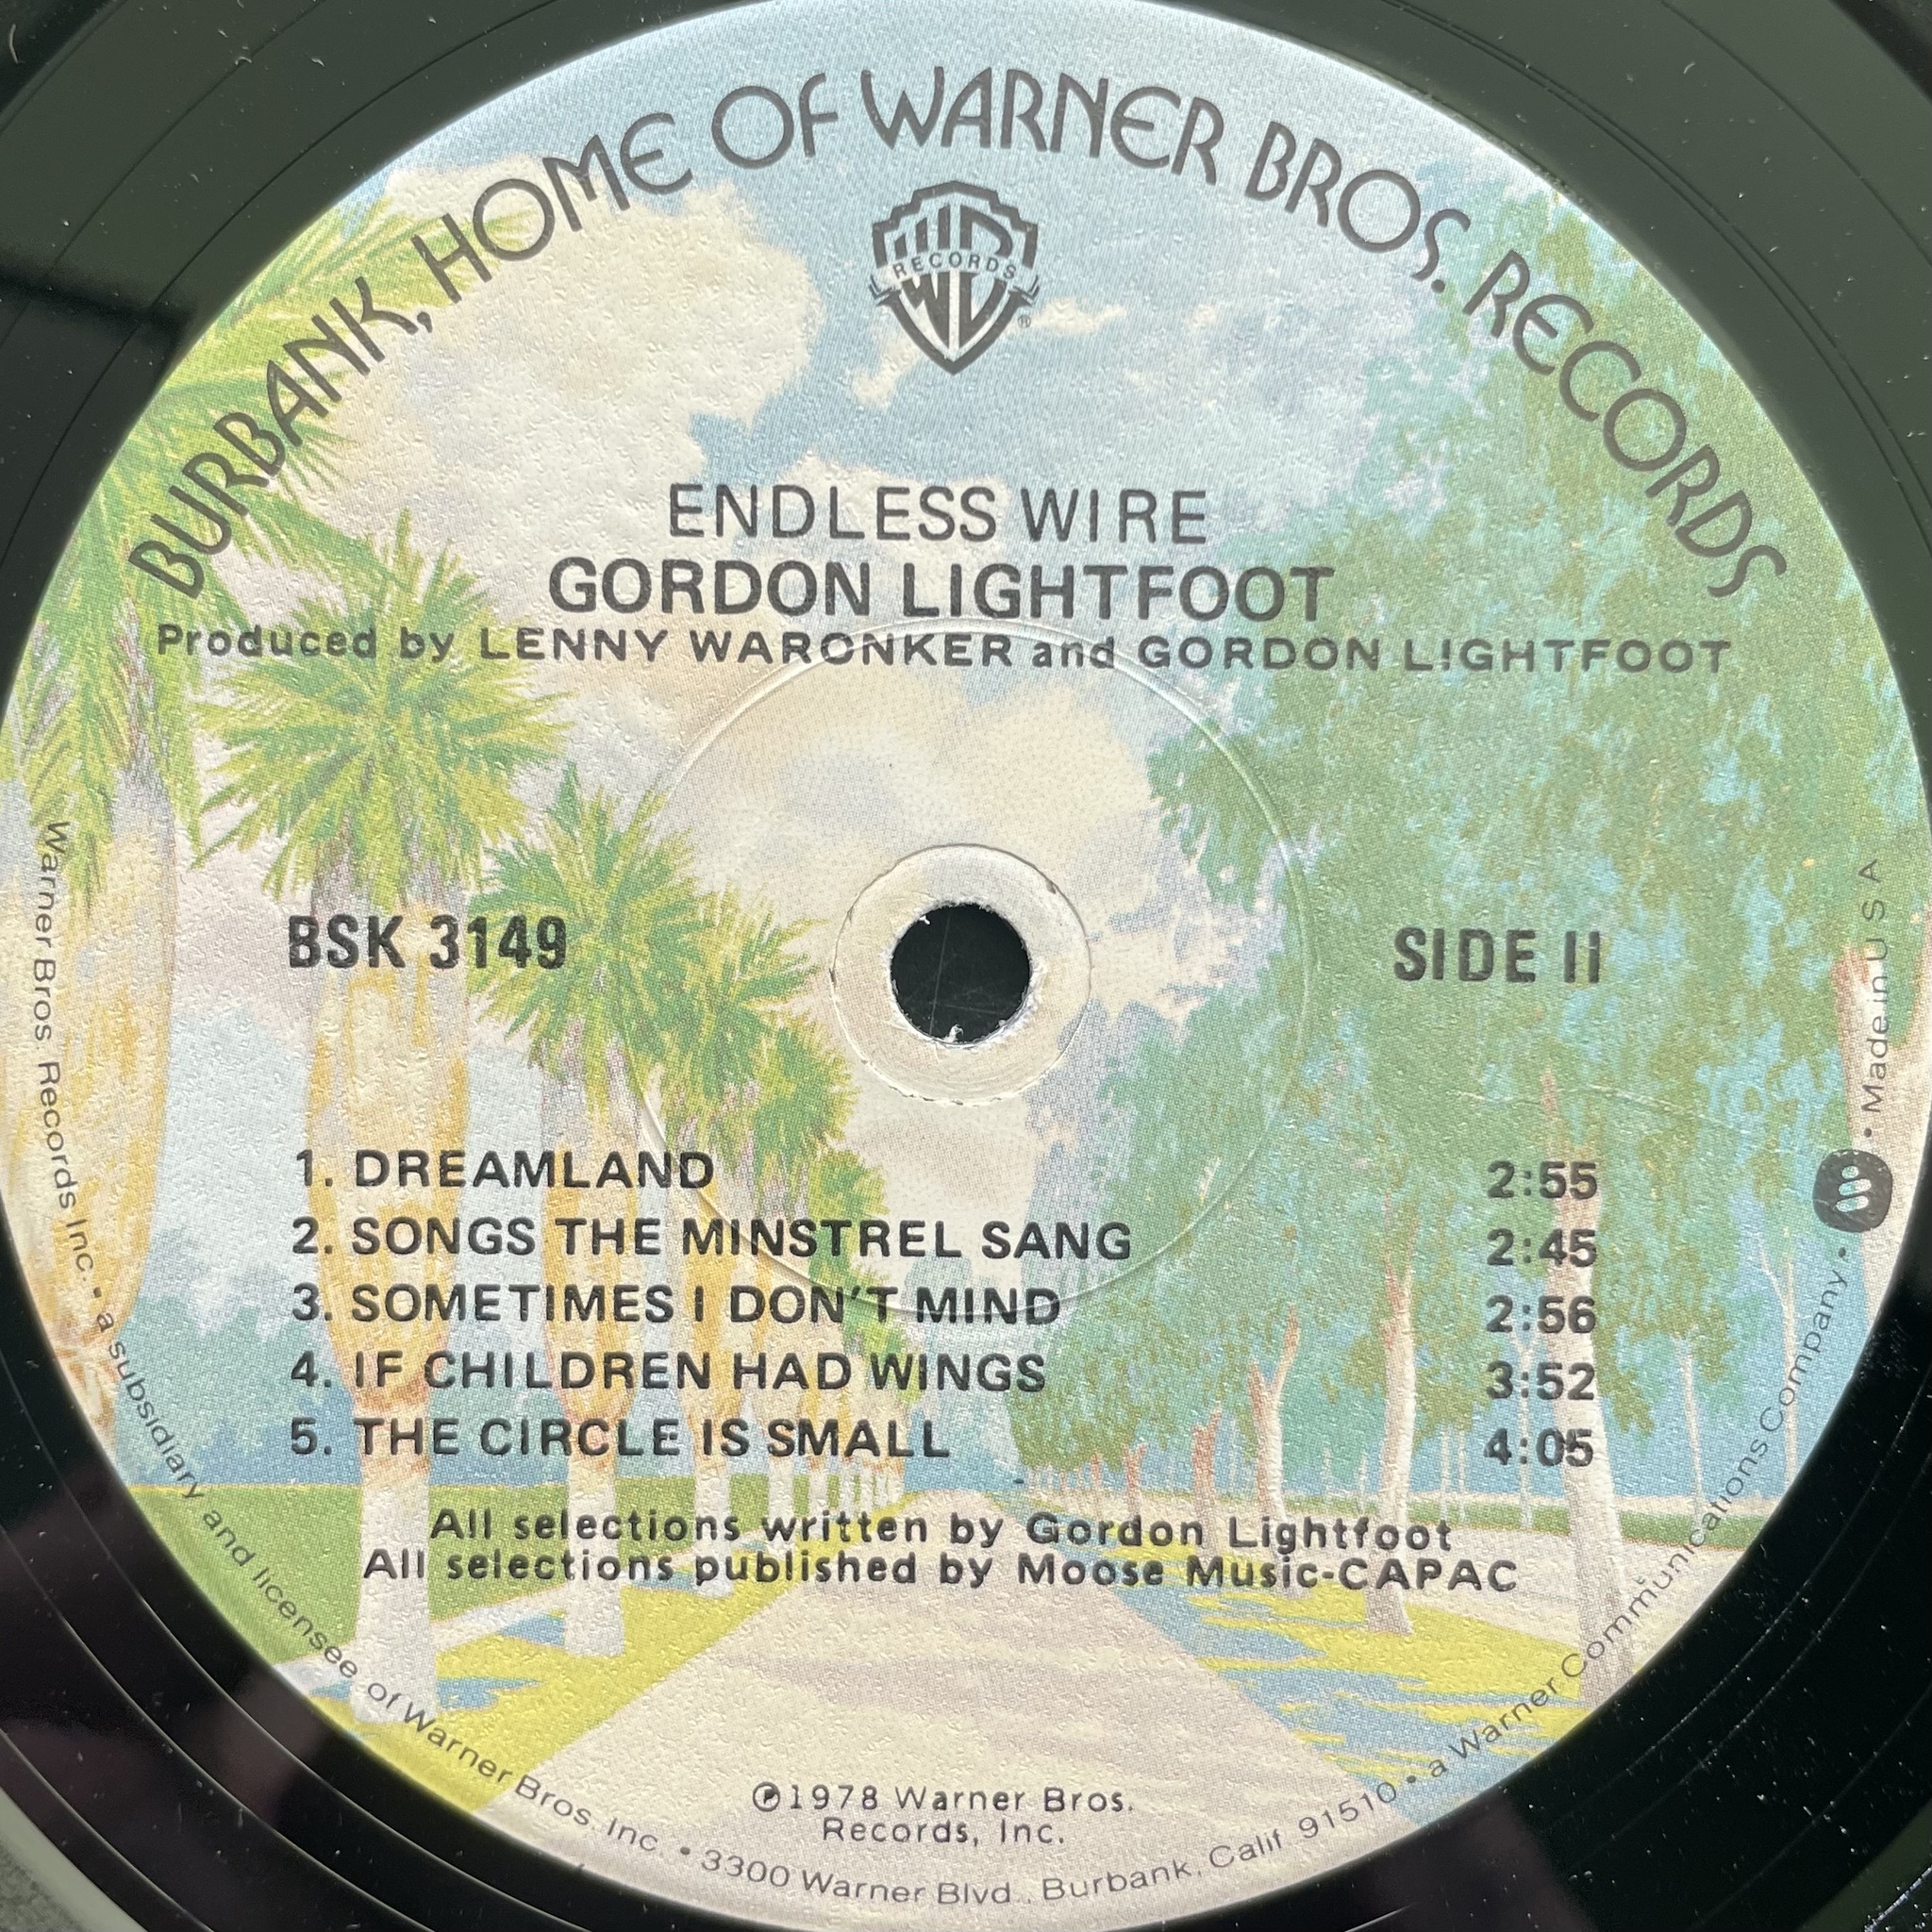 BURBANK, HOME OF WARNER BROS. RECORDS
WB
RECORDS
®
ENDLESS WIRE
GORDON LIGHTFOOT
Produced by LENNY WARONKER and GORDON LIGHTFOOT
BSK 3149
SIDE II
1. DREAMLAND 2:55
2. SONGS THE MINSTREL SANG 2:45
3. SOMETIMES I DON'T MIND 2:56
4. IF CHILDREN HAD WINGS 3:52
5. THE CIRCLE IS SMALL 4:05
All selections written by Gordon Lightfoot
All selections published by Moose Music-CAPAC
℗1978 Warner Bros.
Records, Inc.
Warner Bros. Records Inc. • a subsidiary and licensee of Warner Bros. Inc. • 3300 Warner Blvd., Burbank, Calif. 91510 • a Warner Communications Company • • Made in U S A